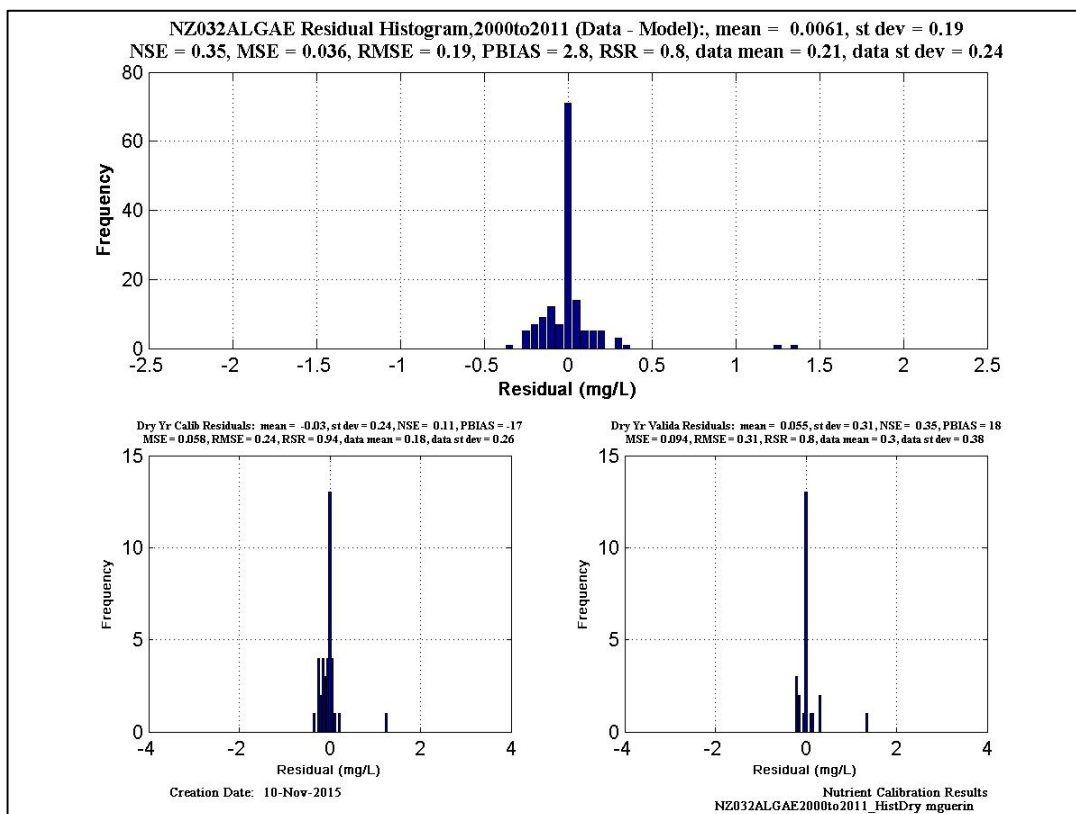 NZ032ALGAE Residual Histogram,2000to2011 (Data - Model):, mean = 0.0061, st dev = 0.19
NSE = 0.35, MSE = 0.036, RMSE = 0.19, PBIAS = 2.8, RSR = 0.8, data mean = 0.21, data st dev = 0.24
80
60
40
20
0
Frequency
-2.5 -2 -1.5 -1 -0.5 0 0.5 1 1.5 2 2.5
Residual (mg/L)
Dry Yr Calib Residuals: mean = -0.03, st dev = 0.24, NSE = 0.11, PBIAS = -17
MSE = 0.058, RMSE = 0.24, RSR = 0.94, data mean = 0.18, data st dev = 0.26
15
10
5
0
Frequency
-4 -2 0 2 4
Residual (mg/L)
Dry Yr Valida Residuals: mean = 0.055, st dev = 0.31, NSE = 0.35, PBIAS = 18
MSE = 0.094, RMSE = 0.31, RSR = 0.8, data mean = 0.3, data st dev = 0.38
15
10
5
0
Frequency
-4 -2 0 2 4
Residual (mg/L)
Creation Date: 10-Nov-2015
Nutrient Calibration Results
NZ032ALGAE2000to2011_HistDry mguerin